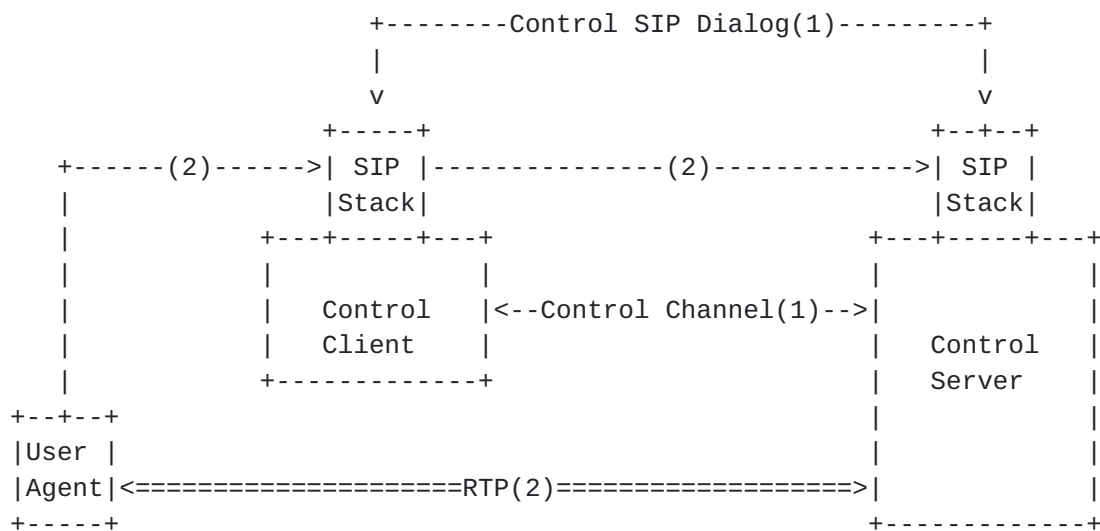 +--------Control SIP Dialog(1)---------+
|                                      |
v                                      v
+-----+                                +--+--+
+------(2)------>| SIP |---------------(2)------------->| SIP |
|                |Stack|                                |Stack|
|            +---+-----+---+                        +---+-----+---+
|            |             |                        |             |
|            |   Control   |<--Control Channel(1)-->|             |
|            |   Client    |                        |   Control   |
|            +-------------+                        |   Server    |
+--+--+                                             |             |
|User |                                             |             |
|Agent|<=====================RTP(2)===================>|             |
+-----+                                             +-------------+